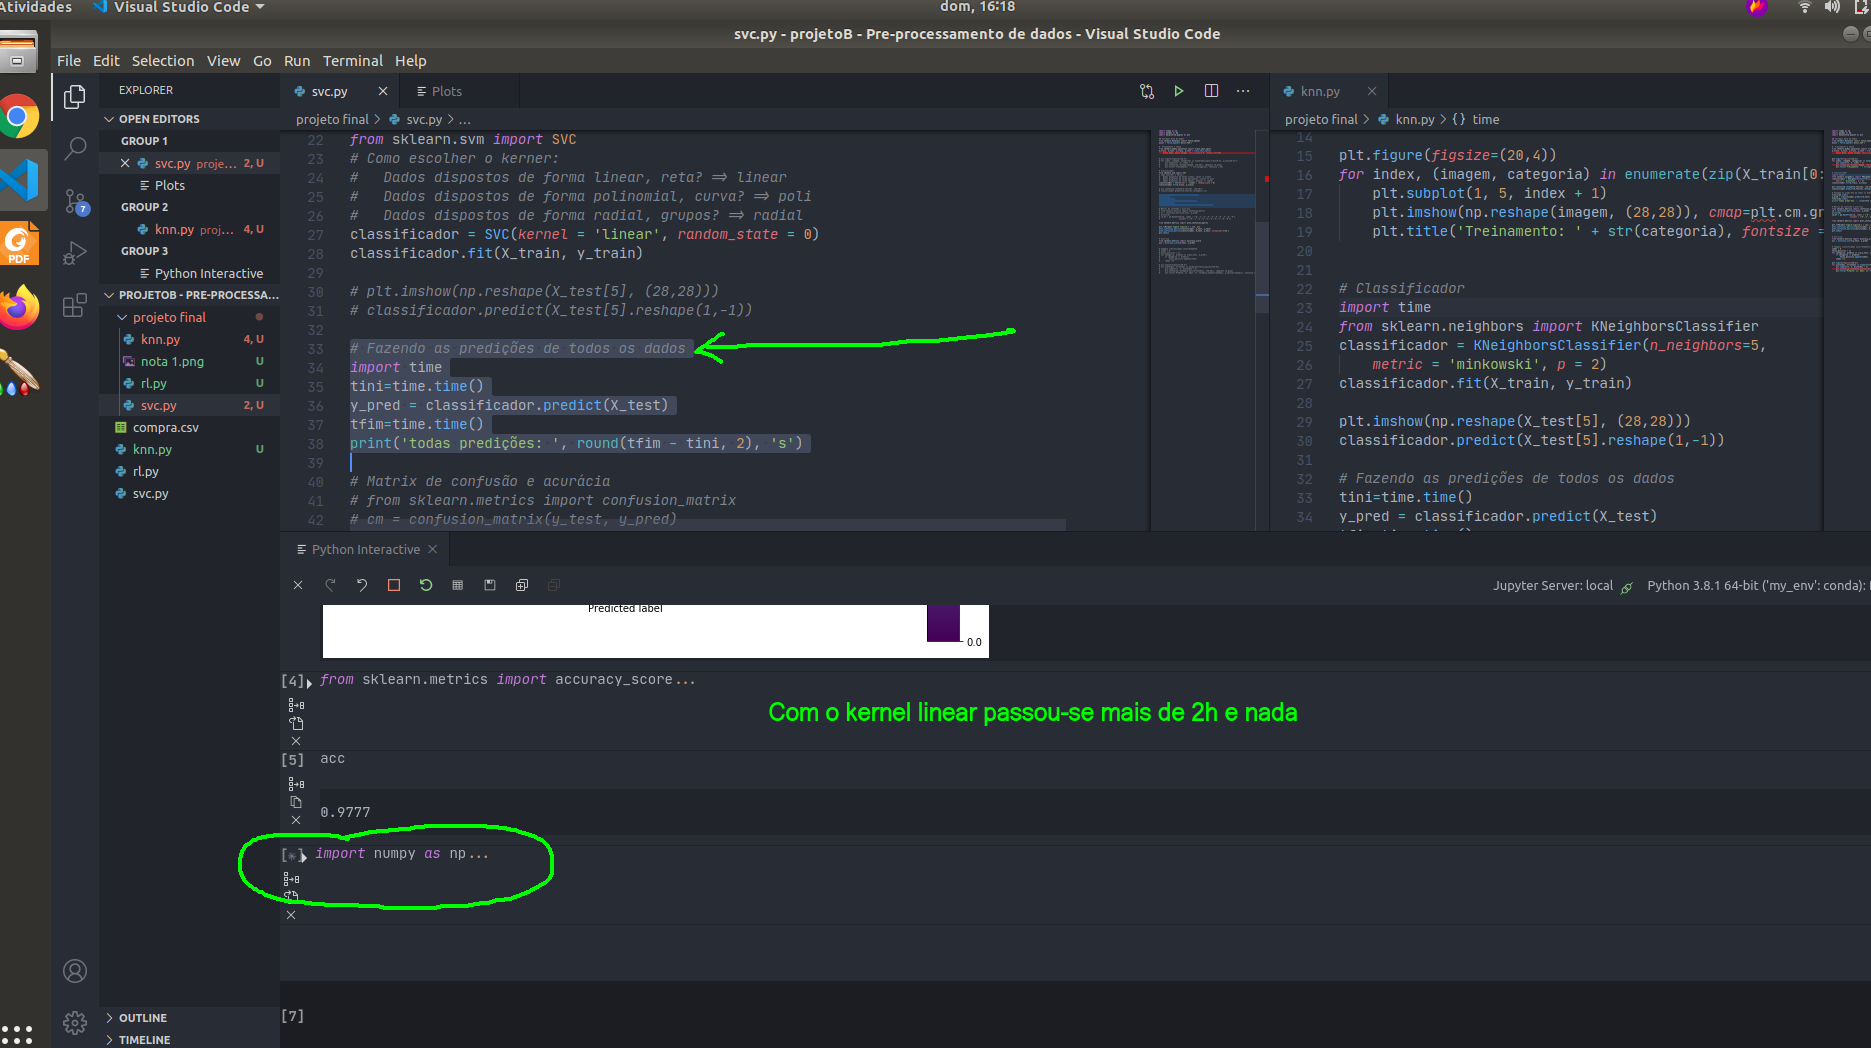 Atividades
Visual Studio Code
dom, 16:18
svc.py - projetoB - Pre-processamento de dados - Visual Studio Code
File Edit Selection View Go Run Terminal Help
EXPLORER
OPEN EDITORS
GROUP 1
svc.py proje... 2, U
Plots
GROUP 2
knn.py proj... 4, U
GROUP 3
Python Interactive
PROJETOB - PRE-PROCESSA...
projeto final
knn.py 4, U
nota 1.png U
rl.py U
svc.py 2, U
compra.csv
knn.py U
rl.py
svc.py
OUTLINE
TIMELINE
7
PDF
svc.py
Plots
projeto final > svc.py > ...
22 from sklearn.svm import SVC
23 # Como escolher o kerner:
24 #   Dados dispostos de forma linear, reta? => linear
25 #   Dados dispostos de forma polinomial, curva? => poli
26 #   Dados dispostos de forma radial, grupos? => radial
27 classificador = SVC(kernel = 'linear', random_state = 0)
28 classificador.fit(X_train, y_train)
29
30 # plt.imshow(np.reshape(X_test[5], (28,28)))
31 # classificador.predict(X_test[5].reshape(1,-1))
32
33 # Fazendo as predições de todos os dados
34 import time
35 tini=time.time()
36 y_pred = classificador.predict(X_test)
37 tfim=time.time()
38 print('todas predições: ', round(tfim - tini, 2), 's')
39
40 # Matrix de confusão e acurácia
41 # from sklearn.metrics import confusion_matrix
42 # cm = confusion_matrix(y_test, y_pred)
knn.py
projeto final > knn.py > {} time
14
15 plt.figure(figsize=(20,4))
16 for index, (imagem, categoria) in enumerate(zip(X_train[0:
17     plt.subplot(1, 5, index + 1)
18     plt.imshow(np.reshape(imagem, (28,28)), cmap=plt.cm.gr
19     plt.title('Treinamento: ' + str(categoria), fontsize =
20
21
22 # Classificador
23 import time
24 from sklearn.neighbors import KNeighborsClassifier
25 classificador = KNeighborsClassifier(n_neighbors=5,
26     metric = 'minkowski', p = 2)
27 classificador.fit(X_train, y_train)
28
29 plt.imshow(np.reshape(X_test[5], (28,28)))
30 classificador.predict(X_test[5].reshape(1,-1))
31
32 # Fazendo as predições de todos os dados
33 tini=time.time()
34 y_pred = classificador.predict(X_test)
Python Interactive
Jupyter Server: local
Python 3.8.1 64-bit ('my_env': conda):
Predicted label
0.0
[4] from sklearn.metrics import accuracy_score...
Com o kernel linear passou-se mais de 2h e nada
[5] acc
0.9777
[*] import numpy as np...
[7]